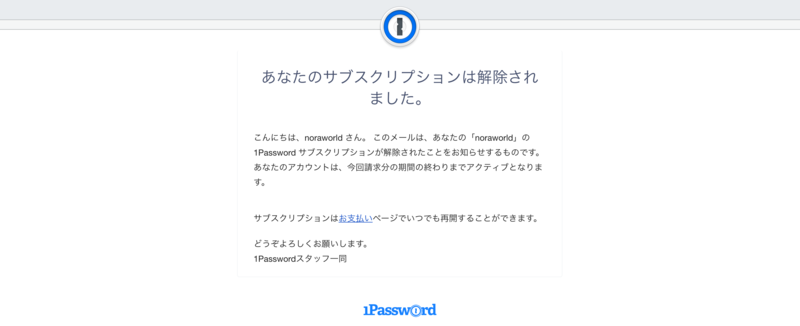 あなたのサブスクリプションは解除され
ました。
こんにちは、noraworld さん。 このメールは、あなたの「noraworld」の
1Password サブスクリプションが解除されたことをお知らせするものです。
あなたのアカウントは、今回請求分の期間の終わりまでアクティブとなりま
す。
サブスクリプションはお支払いページでいつでも再開することができます。
どうぞよろしくお願いします。
1Passwordスタッフ一同
1Password